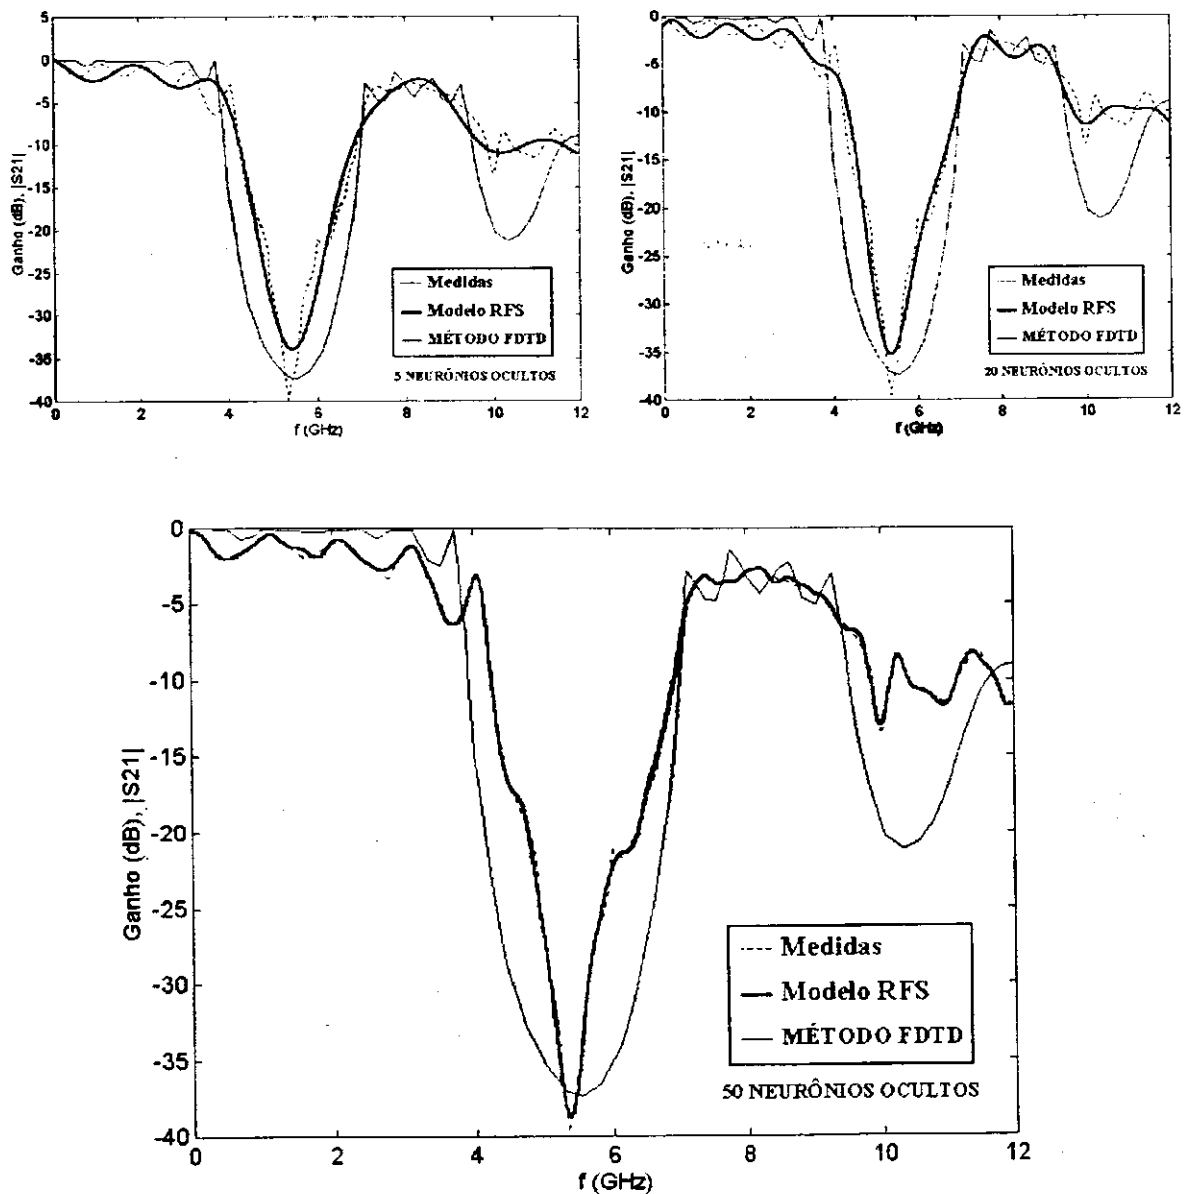 5
0
-5
-10
-15
-20
-25
-30
-35
-40
Ganho (dB), |S21|
Medidas
Modelo RFS
MÉTODO FDTD
5 NEURÔNIOS OCULTOS
0 2 4 6 8 10 12
f (GHz)
0
-5
-10
-15
-20
-25
-30
-35
-40
Ganho (dB), |S21|
Medidas
Modelo RFS
MÉTODO FDTD
20 NEURÔNIOS OCULTOS
0 2 4 6 8 10 12
f (GHz)
0
-5
-10
-15
-20
-25
-30
-35
-40
Ganho (dB), |S21|
Medidas
Modelo RFS
MÉTODO FDTD
50 NEURÔNIOS OCULTOS
0 2 4 6 8 10 12
f (GHz)